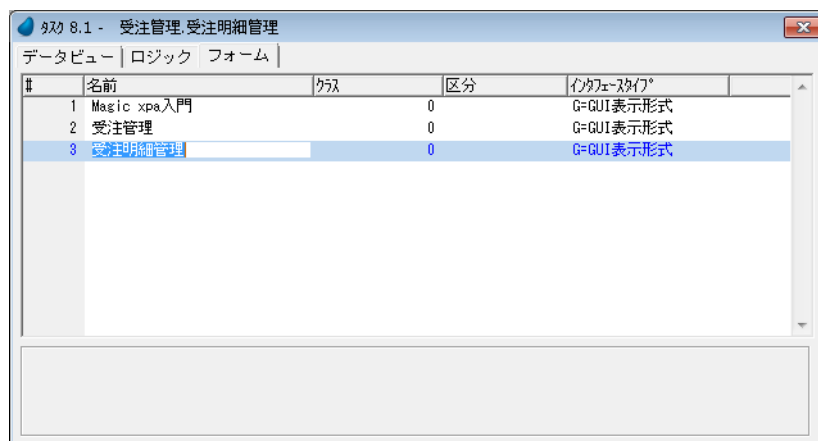 ﾀｽｸ 8.1 - 受注管理.受注明細管理
データビュー ロジック フォーム
# 名前 ｸﾗｽ 区分 ｲﾝﾀﾌｪｰｽﾀｲﾌﾟ
1 Magic xpa入門 0 G=GUI表示形式
2 受注管理 0 G=GUI表示形式
3 受注明細管理 0 G=GUI表示形式